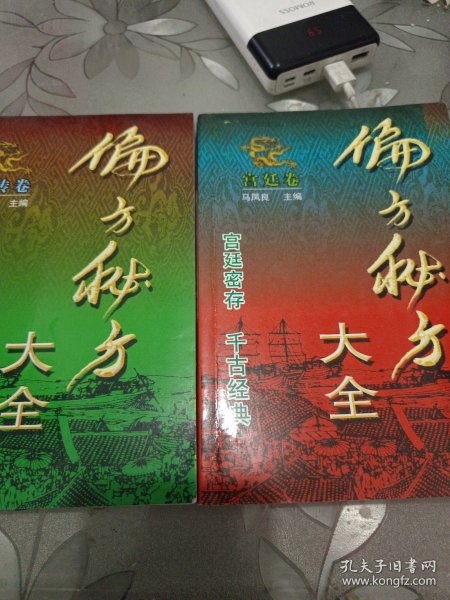 ROMOSS
85
传卷
主编
偏方秘方
大全
宫廷卷
马凤良 主编
偏方秘方
大全
宫廷密存 千古经典
孔夫子旧书网
www.kongfz.com